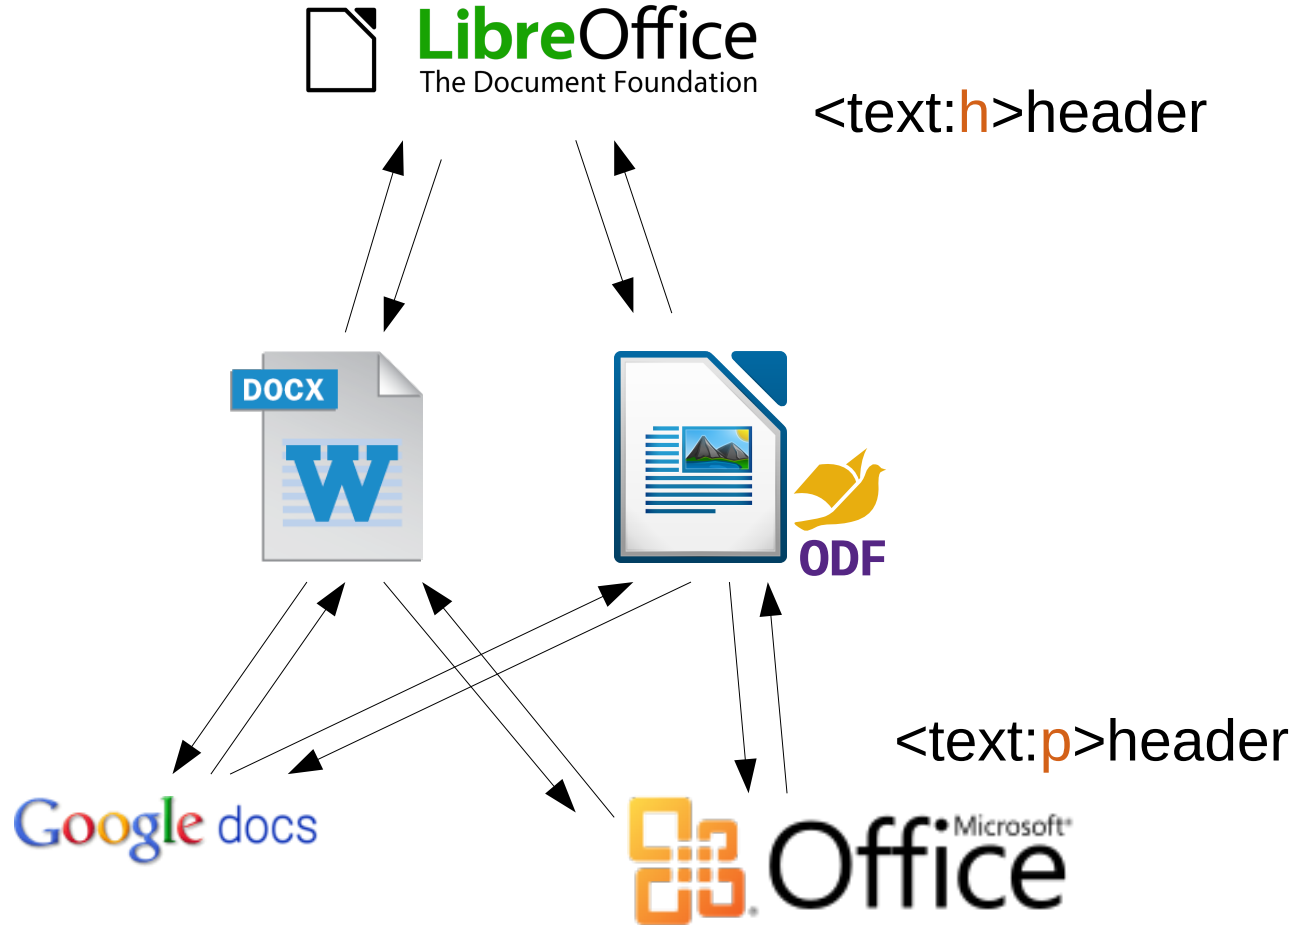 LibreOffice
The Document Foundation
<text:h>header
DOCX
W
ODF
<text:p>header
Google docs
Microsoft®
Office